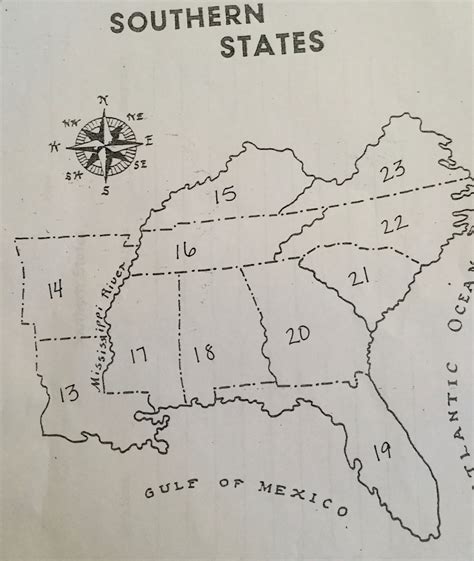 SOUTHERN
STATES
N
NW NE
W E
SW SE
S
23
15
22
16
21
14
Mississippi River
20
17
18
13
19
GULF OF MEXICO
ATLANTIC OCEAN